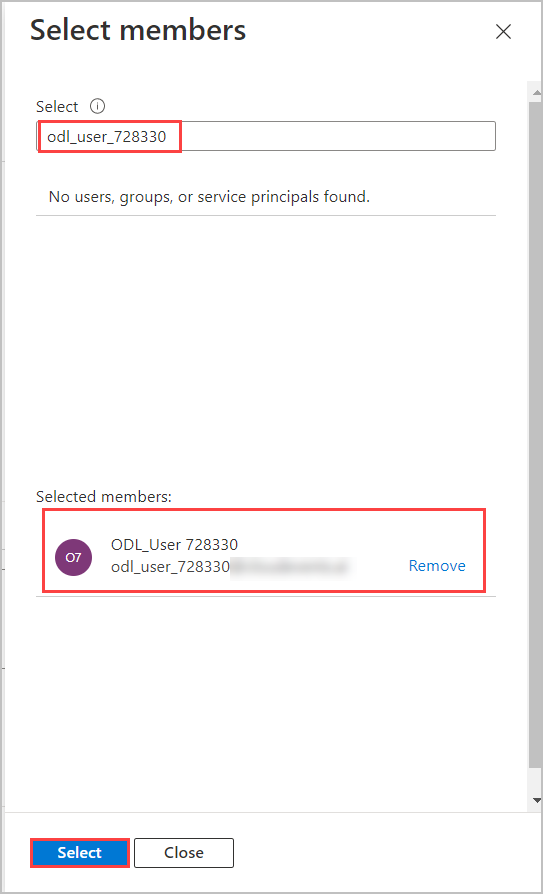 Select members
Select
odl_user_728330
No users, groups, or service principals found.
Selected members:
O7
ODL_User 728330
odl_user_728330
Remove
Select
Close